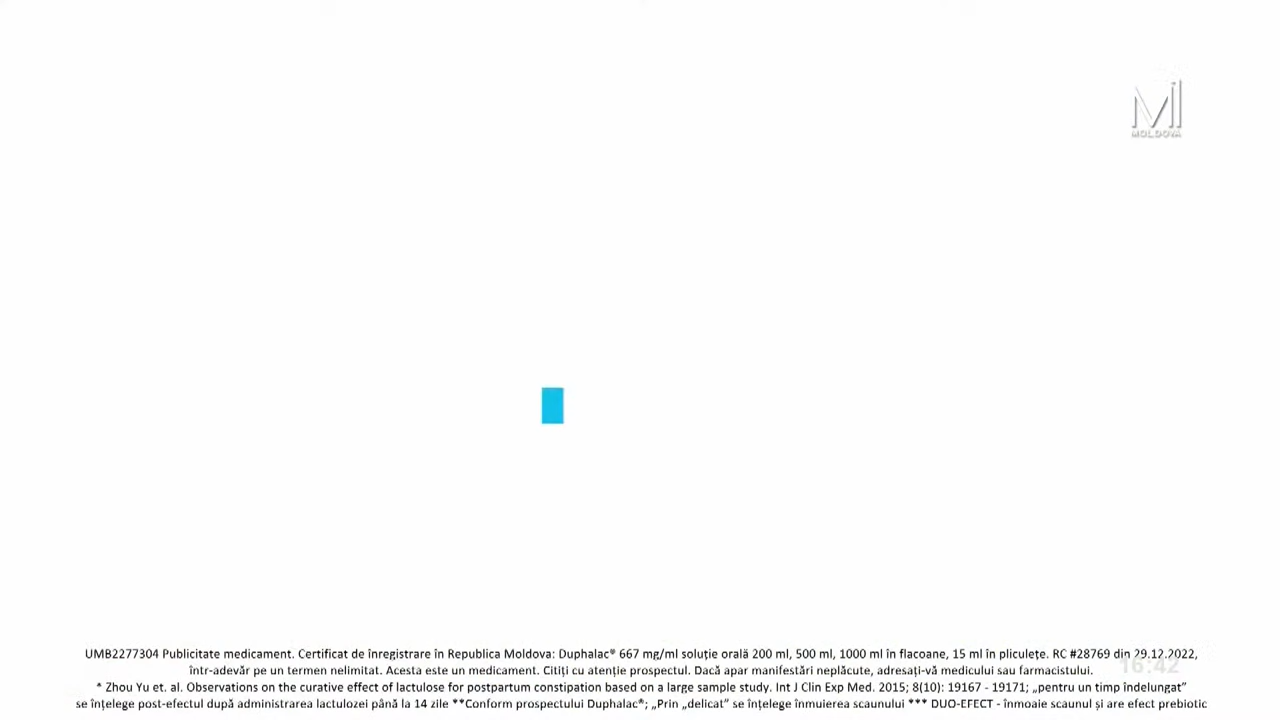 M1
MOLDOVA
UMB2277304 Publicitate medicament. Certificat de înregistrare în Republica Moldova: Duphalac® 667 mg/ml soluție orală 200 ml, 500 ml, 1000 ml în flacoane, 15 ml în pliculețe. RC #28769 din 29.12.2022,
într-adevăr pe un termen nelimitat. Acesta este un medicament. Citiți cu atenție prospectul. Dacă apar manifestări neplăcute, adresați-vă medicului sau farmacistului.
16:42
* Zhou Yu et. al. Observations on the curative effect of lactulose for postpartum constipation based on a large sample study. Int J Clin Exp Med. 2015; 8(10): 19167 - 19171; „pentru un timp îndelungat”
se înțelege post-efectul după administrarea lactulozei până la 14 zile **Conform prospectului Duphalac®; „Prin „delicat” se înțelege înmuierea scaunului *** DUO-EFECT - înmoaie scaunul și are efect prebiotic